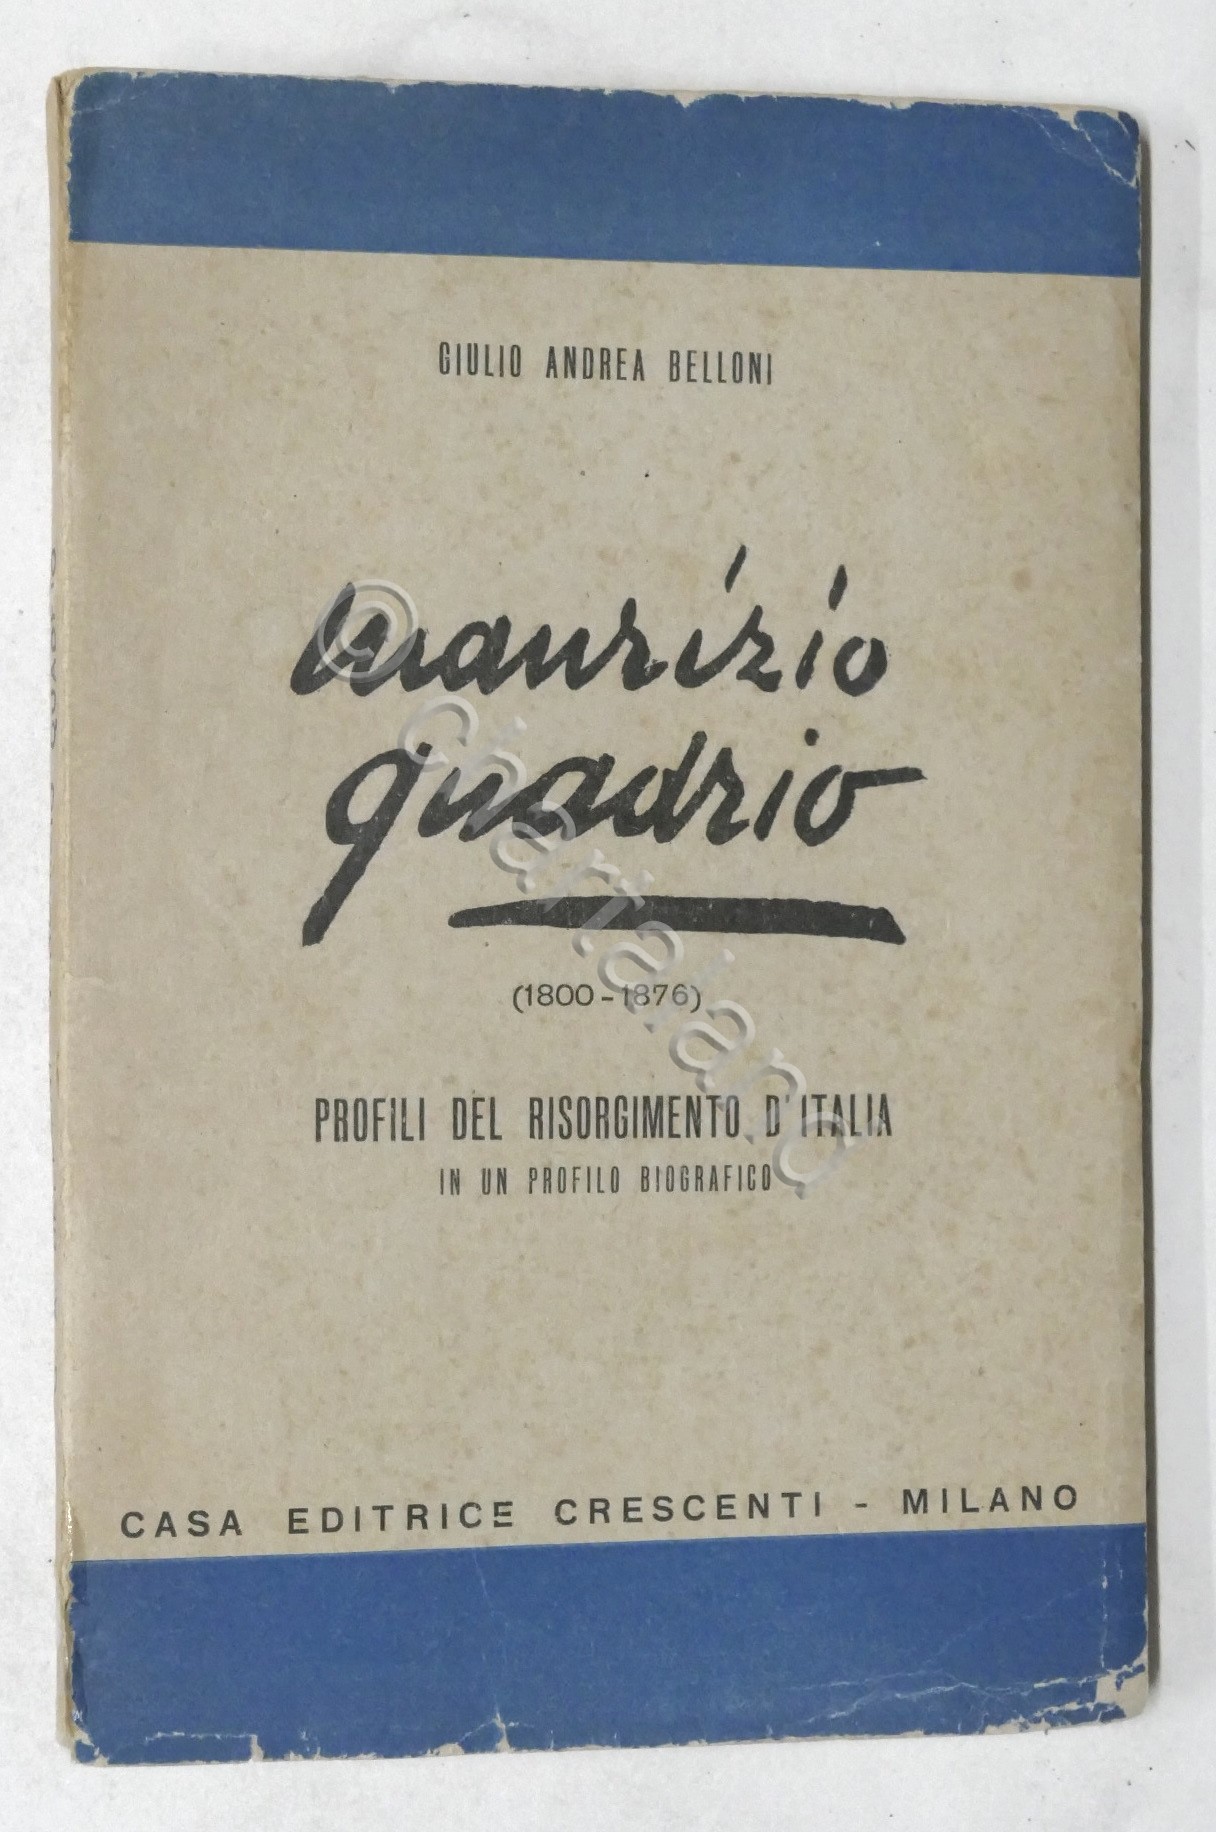 GIULIO ANDREA BELLONI
maurizio
quadrio
(1800-1876)
PROFILI DEL RISORGIMENTO D'ITALIA
IN UN PROFILO BIOGRAFICO
CASA EDITRICE CRESCENTI - MILANO
© chartaland